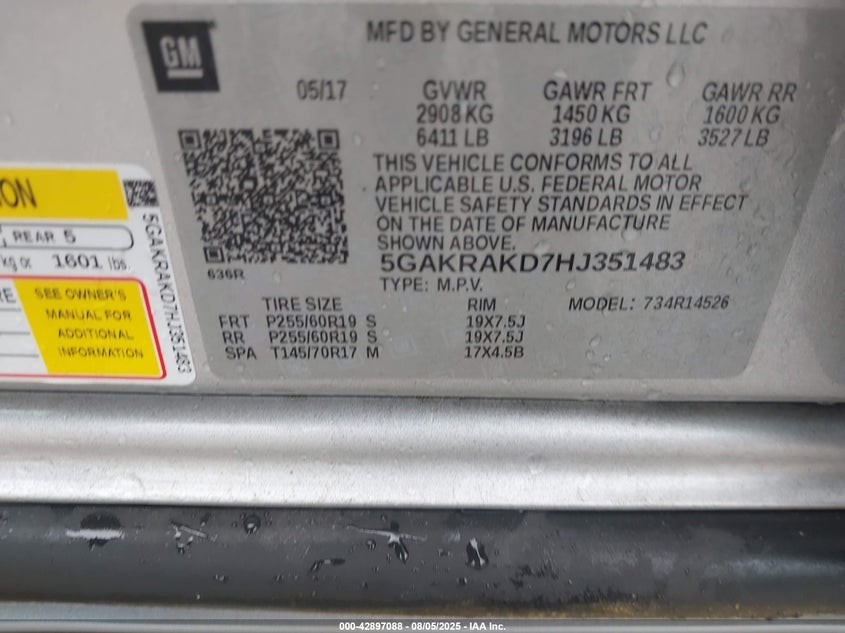 GM
MFD BY GENERAL MOTORS LLC
05/17
GVWR GAWR FRT GAWR RR
2908 KG 1450 KG 1600 KG
6411 LB 3196 LB 3527 LB
THIS VEHICLE CONFORMS TO ALL
APPLICABLE U.S. FEDERAL MOTOR
VEHICLE SAFETY STANDARDS IN EFFECT
ON THE DATE OF MANUFACTURE
SHOWN ABOVE.
636R
5GAKRAKD7HJ351483
TYPE: M.P.V.
TIRE SIZE RIM MODEL: 734R14526
FRT P255/60R19 S 19X7.5J
RR P255/60R19 S 19X7.5J
SPA T145/70R17 M 17X4.5B
REAR 5
kg or 1601 lbs.
SEE OWNER'S
MANUAL FOR
ADDITIONAL
INFORMATION
5GAKRAKD7HJ351483
000-42897088 - 08/05/2025 - IAA Inc.